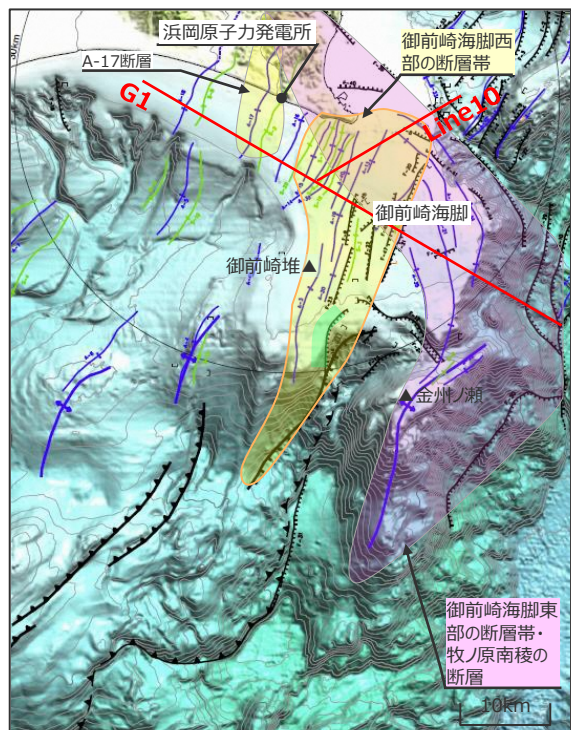 浜岡原子力発電所
A-17断層
御前崎海脚西
部の断層帯
G1
Line10
御前崎海脚
御前崎堆
金州ノ瀬
御前崎海脚東
部の断層帯・
牧ノ原南稜の
断層
10km